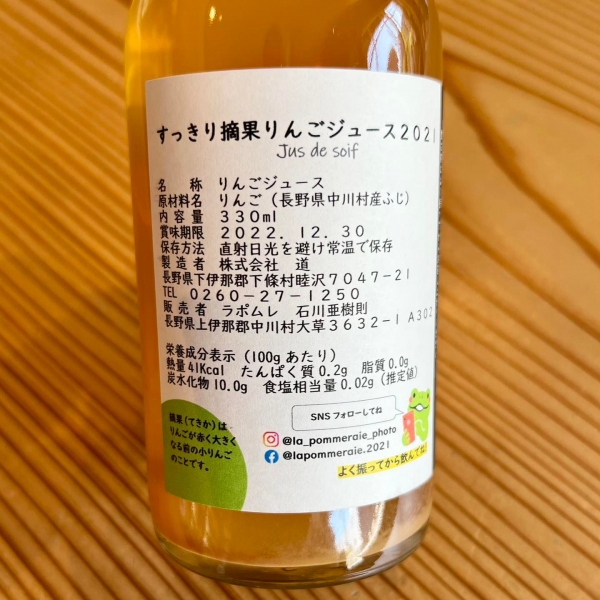 すっきり摘果りんごジュース2021
Jus de soif
名　　称　りんごジュース
原材料名　りんご（長野県中川村産ふじ）
内 容 量　330ml
賞味期限　2022.12.30
保存方法　直射日光を避け常温で保存
製 造 者　株式会社　道
長野県下伊那郡下條村睦沢7047-21
TEL　0260-27-1250
販 売 者　ラポムレ　石川亜樹則
長野県上伊那郡中川村大草3632-1 A302
栄養成分表示（100gあたり）
熱量 41Kcal　たんぱく質 0.2g　脂質 0.0g
炭水化物 10.0g　食塩相当量 0.02g（推定値）
摘果（てきか）は
りんごが赤く大きく
なる前の小りんご
のことです。
SNS フォローしてね
@la_pommeraie_photo
@lapommeraie.2021
よく振ってから飲んでね!